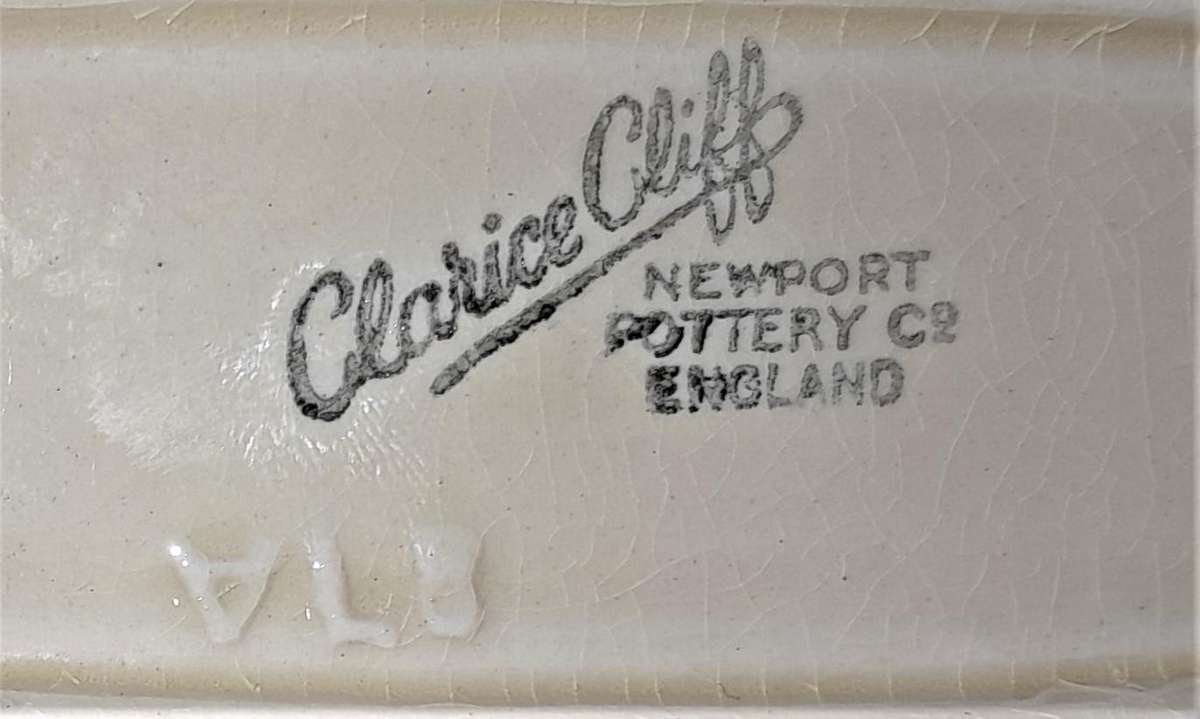 Clarice Cliff
NEWPORT
POTTERY Cº
ENGLAND